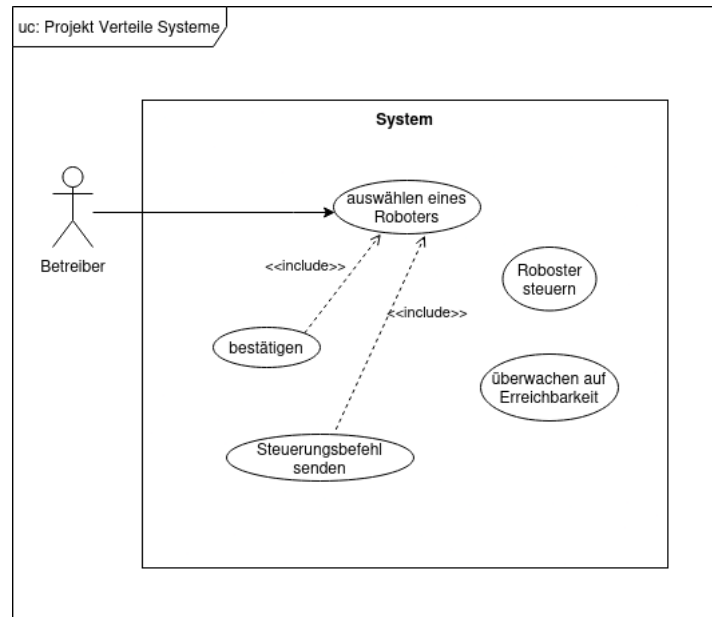 uc: Projekt Verteile Systeme
System
auswählen eines
Roboters
Betreiber
<<include>>
Roboster
steuern
<<include>>
bestätigen
überwachen auf
Erreichbarkeit
Steuerungsbefehl
senden